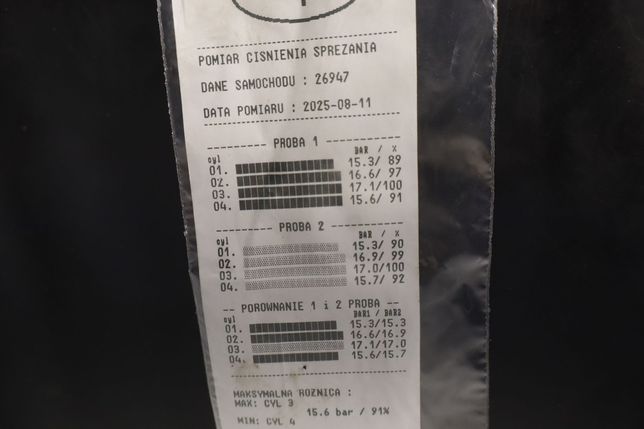 POMIAR CISNIENIA SPREZANIA
DANE SAMOCHODU : 26947
DATA POMIARU : 2025-08-11
---------- PROBA 1 ----------
cyl BAR / %
01. 15.3/ 89
02. 16.6/ 97
03. 17.1/100
04. 15.6/ 91
---------- PROBA 2 ----------
cyl BAR / %
01. 15.3/ 90
02. 16.9/ 99
03. 17.0/100
04. 15.7/ 92
-- POROWNANIE 1 i 2 PROBA --
cyl BAR1 / BAR2
01. 15.3/15.3
02. 16.6/16.9
03. 17.1/17.0
04. 15.6/15.7
MAKSYMALNA ROZNICA :
MAX: CYL 3
15.6 bar / 91%
MIN: CYL 4